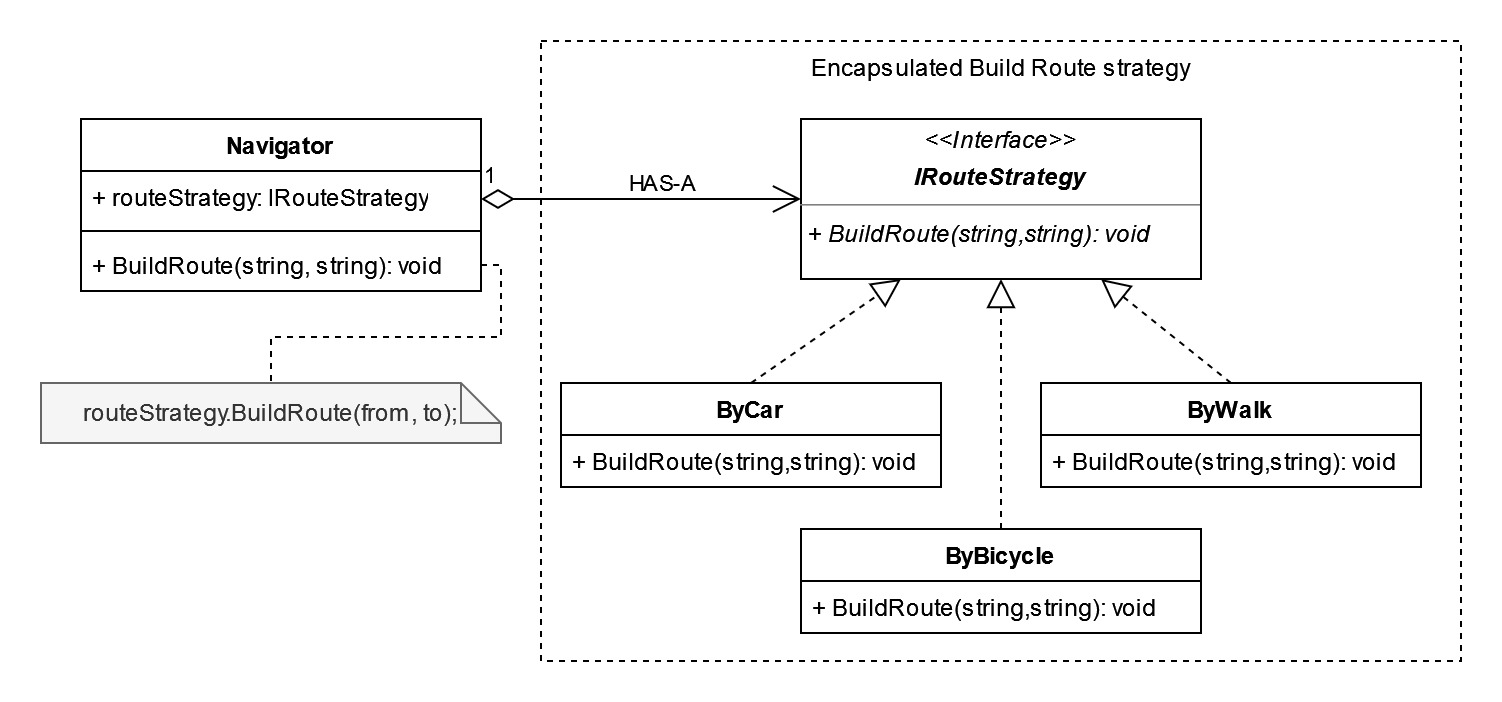 Encapsulated Build Route strategy
Navigator
+ routeStrategy: IRouteStrategy
+ BuildRoute(string, string): void
1
HAS-A
<<Interface>>
IRouteStrategy
+ BuildRoute(string,string): void
routeStrategy.BuildRoute(from, to);
ByCar
+ BuildRoute(string,string): void
ByWalk
+ BuildRoute(string,string): void
ByBicycle
+ BuildRoute(string,string): void